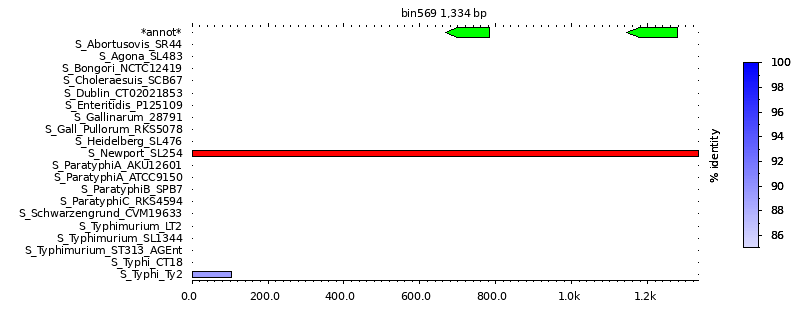 bin569 1,334 bp
*annot*
S_Abortusovis_SR44
S_Agona_SL483
S_Bongori_NCTC12419
S_Choleraesuis_SCB67
S_Dublin_CT02021853
S_Enteritidis_P125109
S_Gallinarum_28791
S_Gall_Pullorum_RKS5078
S_Heidelberg_SL476
S_Newport_SL254
S_ParatyphiA_AKU12601
S_ParatyphiA_ATCC9150
S_ParatyphiB_SPB7
S_ParatyphiC_RKS4594
S_Schwarzengrund_CVM19633
S_Typhimurium_LT2
S_Typhimurium_SL1344
S_Typhimurium_ST313_AGEnt
S_Typhi_CT18
S_Typhi_Ty2
0.0 200.0 400.0 600.0 800.0 1.0k 1.2k
% identity
100
98
96
94
92
90
88
86